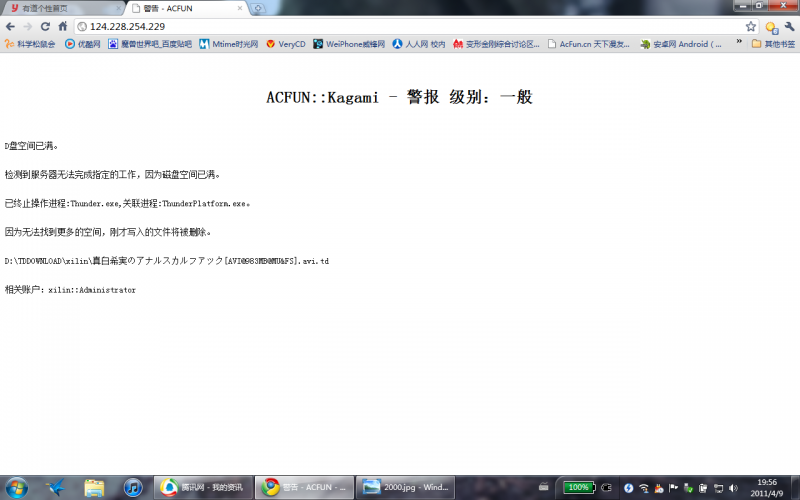 有道个性首页
警告 - ACFUN
124.228.254.229
科学松鼠会
优酷网
魔兽世界吧_百度贴吧
Mtime时光网
VeryCD
WeiPhone威锋网
人人网 校内
变形金刚综合讨论区...
AcFun.cn 天下漫友...
安卓网 Android（...
»
其他书签
ACFUN::Kagami - 警报 级别：一般
D盘空间已满。
检测到服务器无法完成指定的工作，因为磁盘空间已满。
已终止操作进程:Thunder.exe,关联进程:ThunderPlatform.exe。
因为无法找到更多的空间，刚才写入的文件将被删除。
D:\TDDOWNLOAD\xilin\真白希実のアナルスカルファック[AVI@983MB@MU&FS].avi.td
相关账户：xilin::Administrator
腾讯网 - 我的资讯
警告 - ACFUN - ...
2000.jpg - Wind...
100%
19:56
2011/4/9